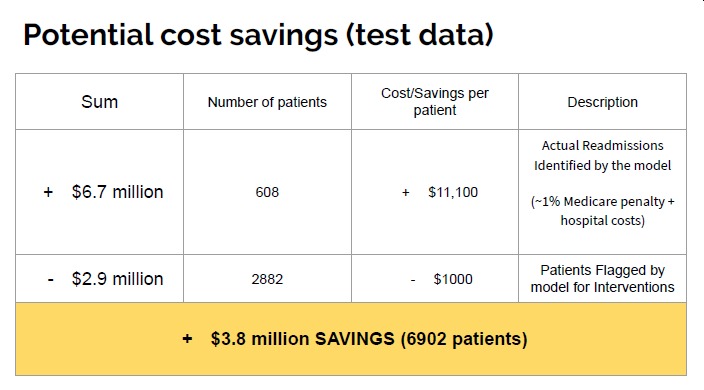 Potential cost savings (test data)
Sum
Number of patients
Cost/Savings per
patient
Description
+ $6.7 million
608
+ $11,100
Actual Readmissions
Identified by the model
(~1% Medicare penalty +
hospital costs)
- $2.9 million
2882
- $1000
Patients Flagged by
model for Interventions
+ $3.8 million SAVINGS (6902 patients)